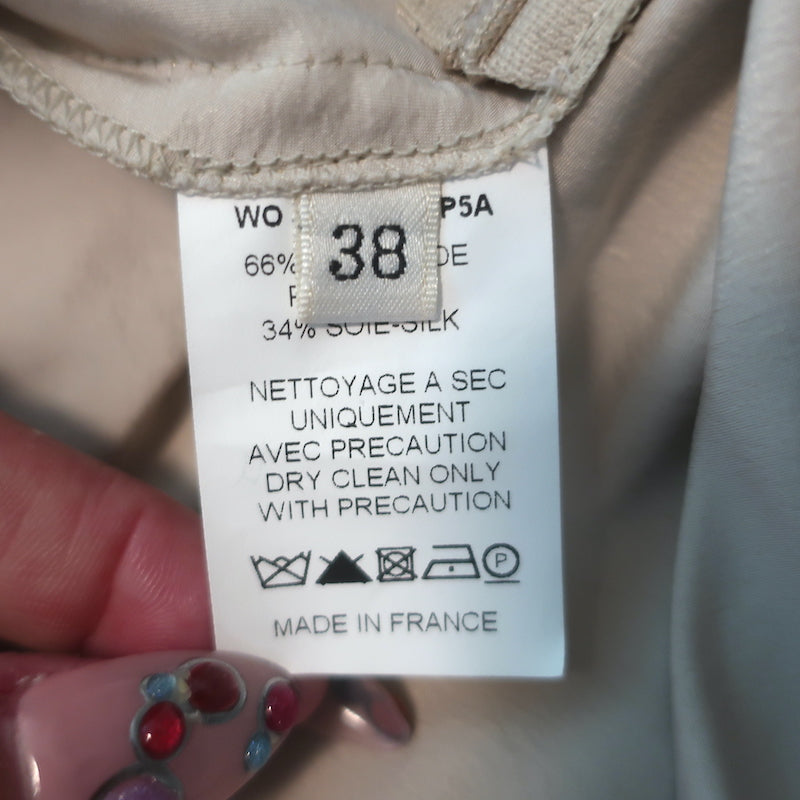 WO P5A
38
66% DE
34% SOIE-SILK
NETTOYAGE A SEC
UNIQUEMENT
AVEC PRECAUTION
DRY CLEAN ONLY
WITH PRECAUTION
P
MADE IN FRANCE